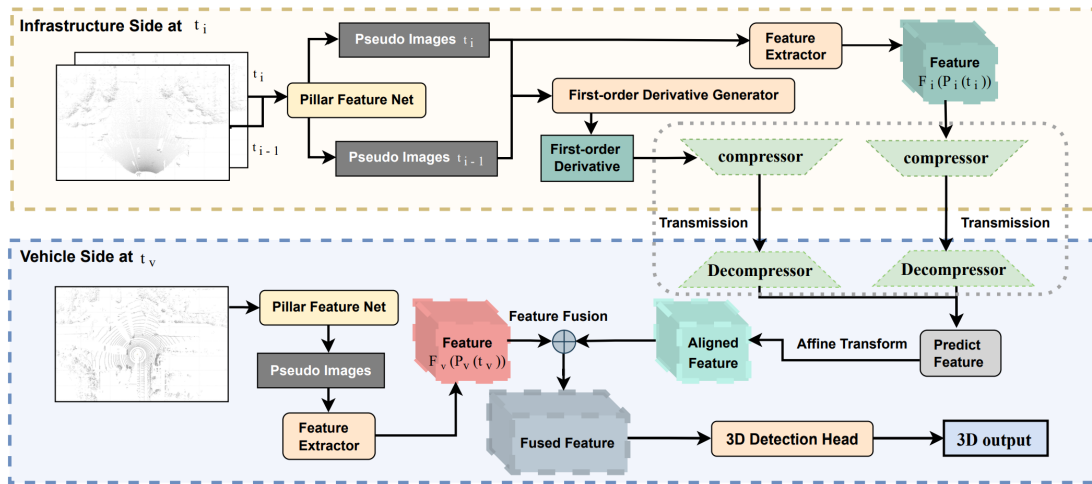 Infrastructure Side at t i
t i
t i - 1
Pillar Feature Net
Pseudo Images t i
Pseudo Images t i-1
Feature
Extractor
Feature
F i (P i (t i))
First-order Derivative Generator
First-order
Derivative
compressor
compressor
Transmission
Transmission
Vehicle Side at t v
Decompressor
Decompressor
Pillar Feature Net
Pseudo Images
Feature
Extractor
Feature
F v (P v (t v))
Feature Fusion
Aligned
Feature
Affine Transform
Predict
Feature
Fused Feature
3D Detection Head
3D output